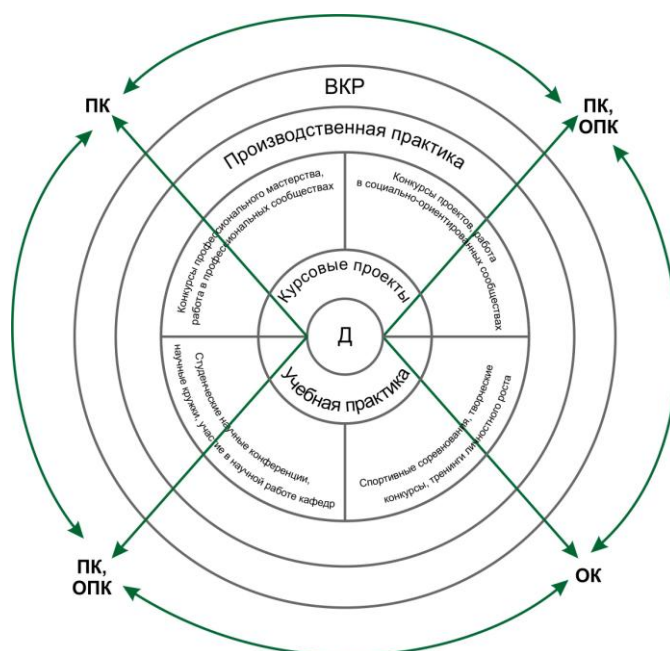 ВКР
ПК
ПК,
ОПК
Производственная практика
Конкурсы профессионального мастерства,
работа в профессиональных сообществах
Конкурсы проектов, работа
в социально-ориентированных сообществах
Курсовые проекты
Д
Учебная практика
Студенческие научные конференции,
научные кружки, участие в научной работе кафедр
Спортивные соревнования, творческие
конкурсы, тренинги личностного роста
ПК,
ОПК
ОК